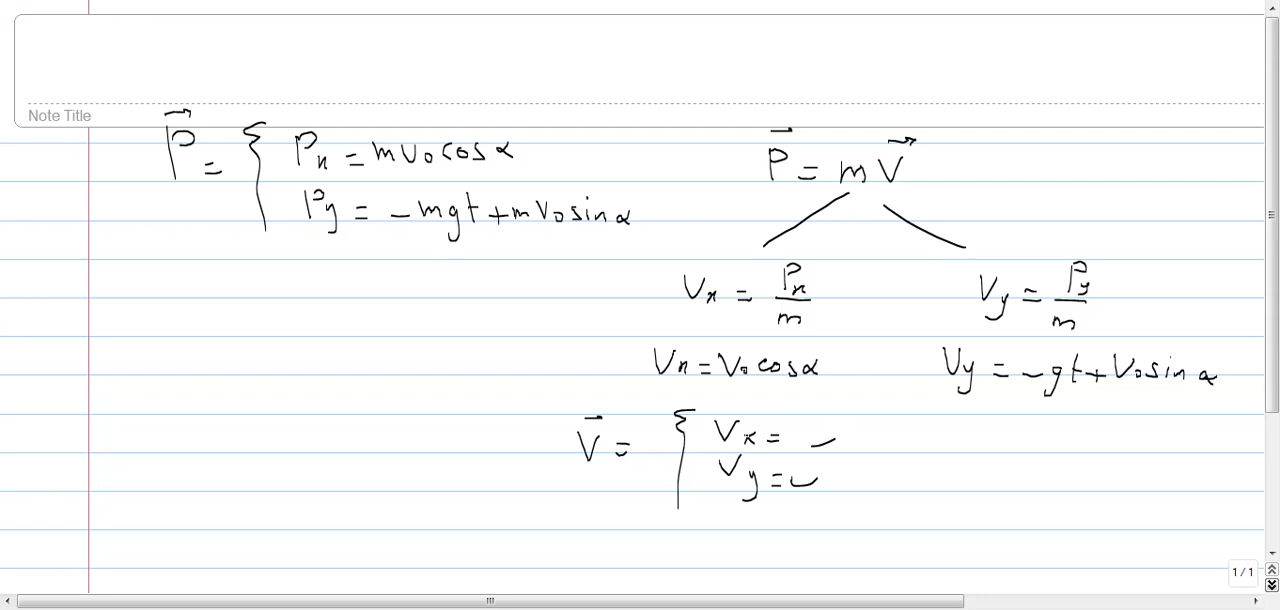 Note Title
P⃗ = { Px = mv₀cosα
Py = -mgt + mv₀sinα
P⃗ = mV⃗
Vx = Px/m
Vy = Py/m
Vx = V₀cosα
Vy = -gt + V₀sinα
V⃗ = { Vx = -
Vy = -
1 / 1